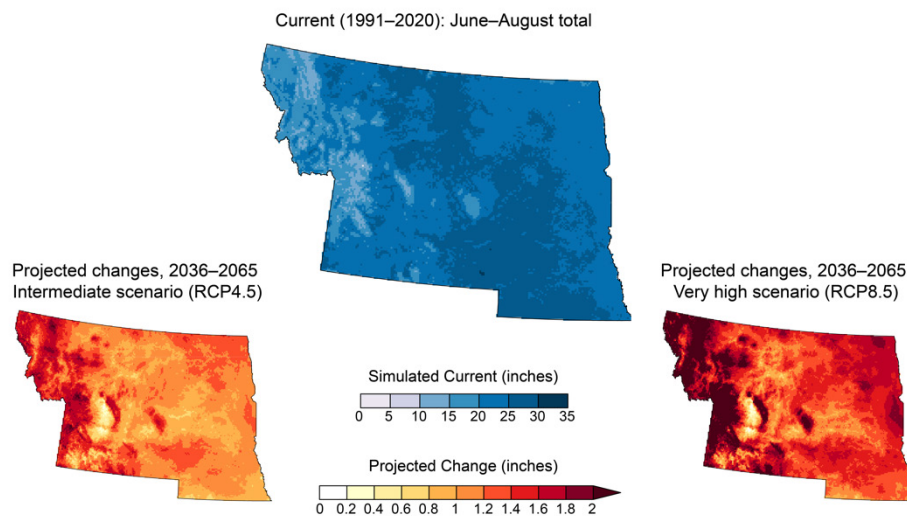 Current (1991–2020): June–August total
Projected changes, 2036–2065
Intermediate scenario (RCP4.5)
Projected changes, 2036–2065
Very high scenario (RCP8.5)
Simulated Current (inches)
0 5 10 15 20 25 30 35
Projected Change (inches)
0 0.2 0.4 0.6 0.8 1 1.2 1.4 1.6 1.8 2